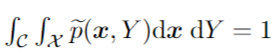 ∫_𝒞 ∫_𝒳 p̃(𝒙, Y)d𝒙 dY = 1